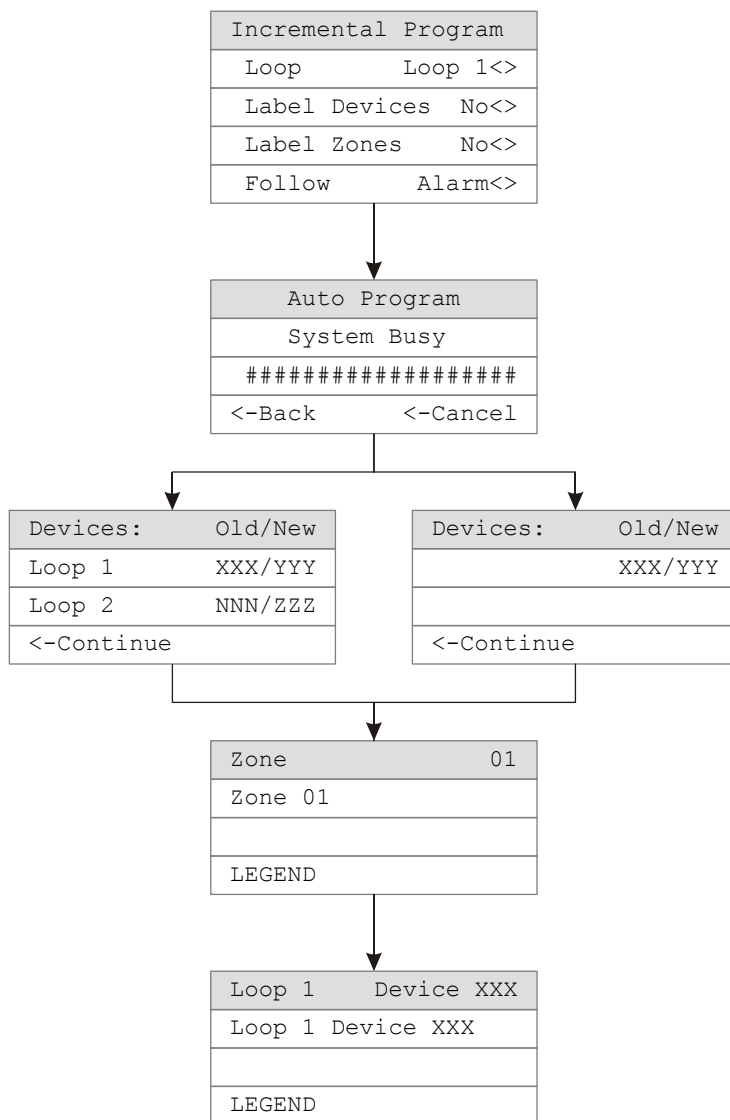 Incremental Program
Loop Loop 1<>
Label Devices No<>
Label Zones No<>
Follow Alarm<>
Auto Program
System Busy
###################
<-Back <-Cancel
Devices: Old/New
Loop 1 XXX/YYY
Loop 2 NNN/ZZZ
<-Continue
Devices: Old/New
XXX/YYY
<-Continue
Zone 01
Zone 01
LEGEND
Loop 1 Device XXX
Loop 1 Device XXX
LEGEND